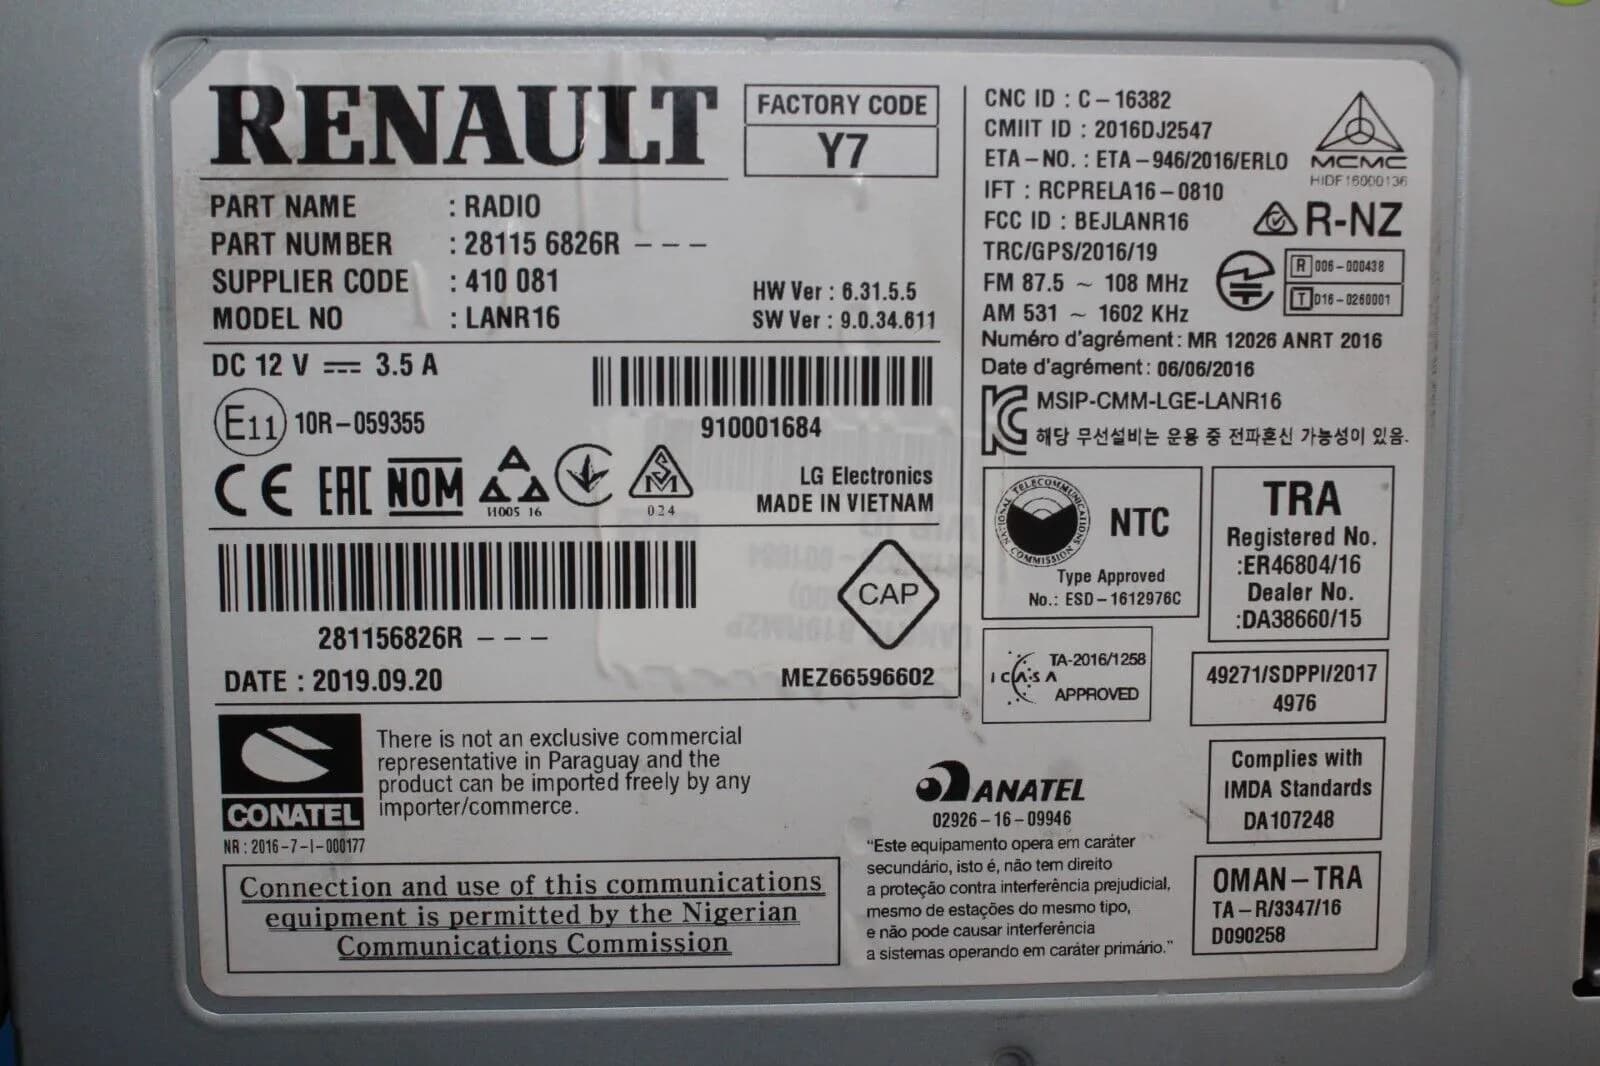 RENAULT
FACTORY CODE
Y7
PART NAME : RADIO
PART NUMBER : 28115 6826R - - -
SUPPLIER CODE : 410 081
MODEL NO : LANR16
HW Ver : 6.31.5.5
SW Ver : 9.0.34.611
DC 12 V 3.5 A
E11 10R-059355
910001684
CE EAC NOM
И005 16
024
LG Electronics
MADE IN VIETNAM
281156826R - - -
CAP
DATE : 2019.09.20
MEZ66596602
CONATEL
NR : 2016-7-I-000177
There is not an exclusive commercial
representative in Paraguay and the
product can be imported freely by any
importer/commerce.
Connection and use of this communications
equipment is permitted by the Nigerian
Communications Commission
CNC ID : C-16382
CMIIT ID : 2016DJ2547
ETA-NO. : ETA-946/2016/ERLO
IFT : RCPRELA16-0810
FCC ID : BEJLANR16
TRC/GPS/2016/19
FM 87.5 ~ 108 MHz
AM 531 ~ 1602 KHz
MCMC
HIDF16000136
R-NZ
R 006-000438
T D16-0260001
Numéro d'agrément : MR 12026 ANRT 2016
Date d'agrément : 06/06/2016
MSIP-CMM-LGE-LANR16
해당 무선설비는 운용 중 전파혼신 가능성이 있음.
NATIONAL TELECOMMUNICATIONS COMMISSION
NTC
Type Approved
No.: ESD-1612976C
TRA
Registered No.
:ER46804/16
Dealer No.
:DA38660/15
ICASA
TA-2016/1258
APPROVED
49271/SDPPI/2017
4976
ANATEL
02926-16-09946
"Este equipamento opera em caráter
secundário, isto é, não tem direito
a proteção contra interferência prejudicial,
mesmo de estações do mesmo tipo,
e não pode causar interferência
a sistemas operando em caráter primário."
Complies with
IMDA Standards
DA107248
OMAN-TRA
TA-R/3347/16
D090258